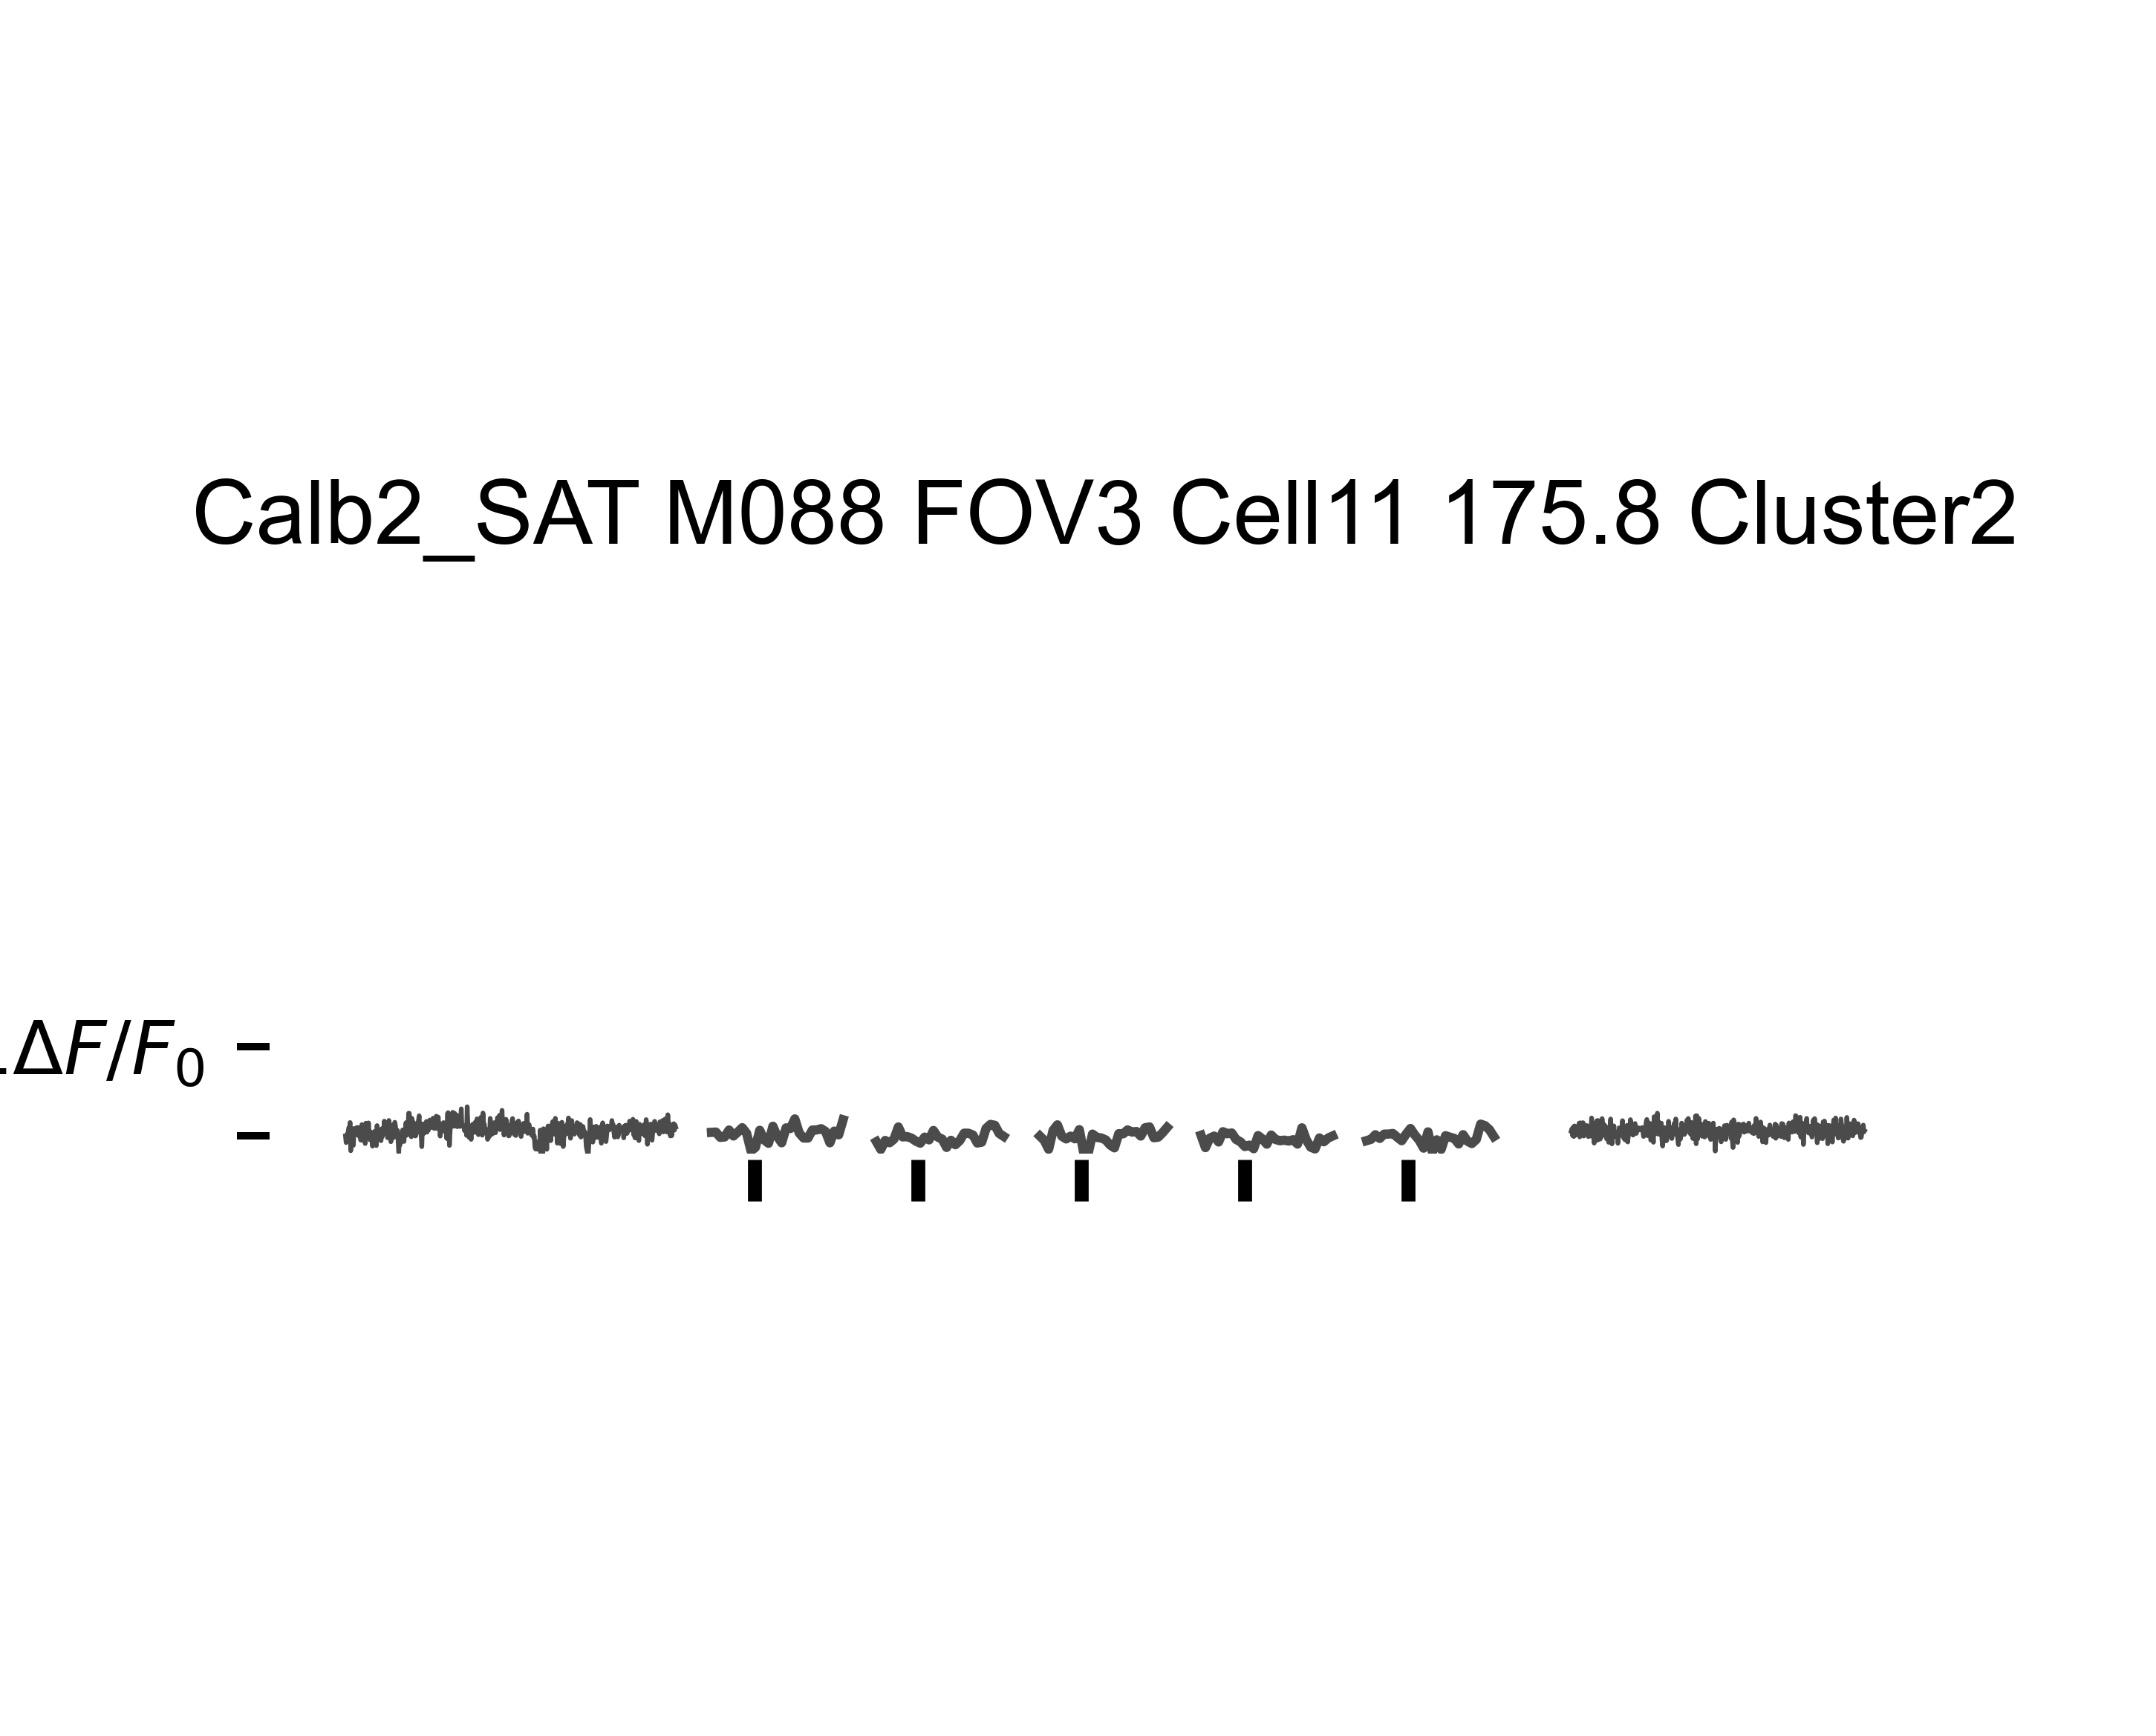 Calb2_SAT M088 FOV3 Cell11 175.8 Cluster2
.ΔF/F₀